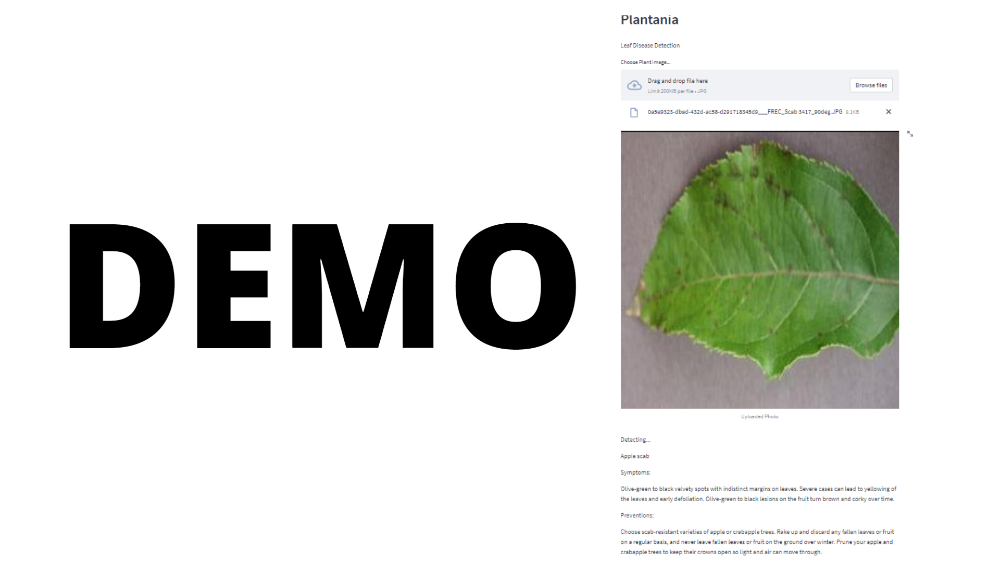 DEMO
Plantania
Leaf Disease Detection
Choose Plant Image...
Drag and drop file here
Limit 200MB per file • JPG
Browse files
0a5e9323-dbad-432d-ac58-d291718345d9___FREC_Scab 3417_90deg.JPG 9.1KB
Uploaded Photo
Detecting...
Apple scab
Symptoms:
Olive-green to black velvety spots with indistinct margins on leaves. Severe cases can lead to yellowing of
the leaves and early defoliation. Olive-green to black lesions on the fruit turn brown and corky over time.
Preventions:
Choose scab-resistant varieties of apple or crabapple trees. Rake up and discard any fallen leaves or fruit
on a regular basis, and never leave fallen leaves or fruit on the ground over winter. Prune your apple and
crabapple trees to keep their crowns open so light and air can move through.